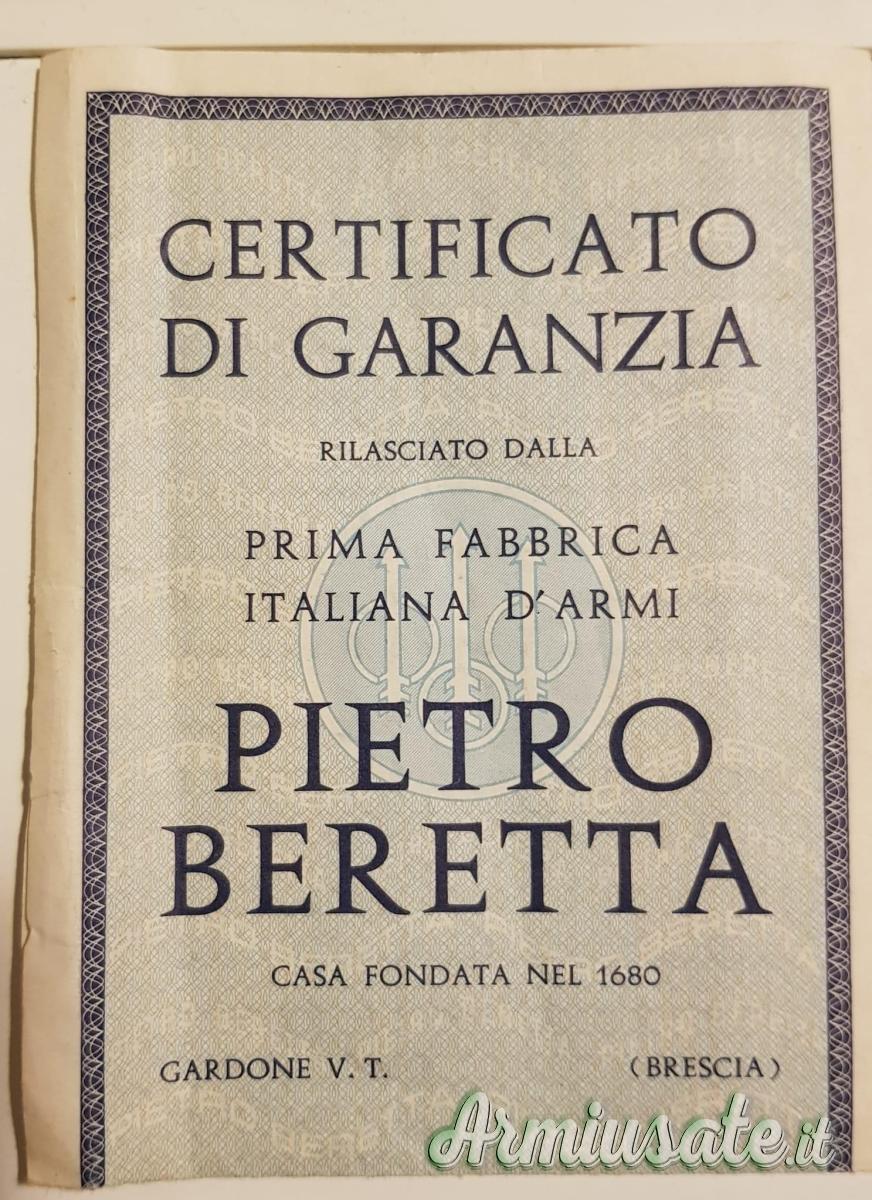 CERTIFICATO
DI GARANZIA
RILASCIATO DALLA
PRIMA FABBRICA
ITALIANA D'ARMI
PIETRO
BERETTA
CASA FONDATA NEL 1680
GARDONE V. T. (BRESCIA)
Armiusate.it